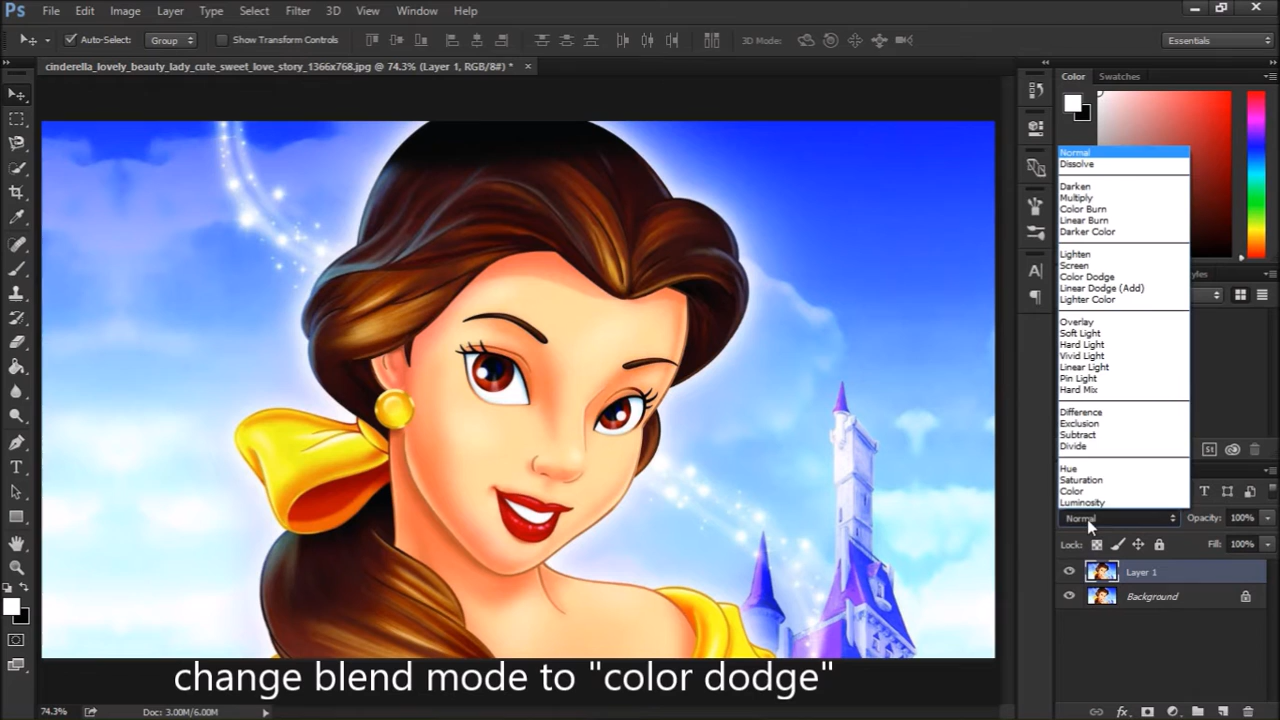 Ps File Edit Image Layer Type Select Filter 3D View Window Help
Auto-Select: Group Show Transform Controls 3D Mode: Essentials
cinderella_lovely_beauty_lady_cute_sweet_love_story_1366x768.jpg @ 74.3% (Layer 1, RGB/8#) * ×
Color Swatches
Normal
Dissolve
Darken
Multiply
Color Burn
Linear Burn
Darker Color
Lighten
Screen
Color Dodge
Linear Dodge (Add)
Lighter Color
Overlay
Soft Light
Hard Light
Vivid Light
Linear Light
Pin Light
Hard Mix
Difference
Exclusion
Subtract
Divide
Hue
Saturation
Color
Luminosity
Normal Opacity: 100%
Lock: Fill: 100%
Layer 1
Background
change blend mode to "color dodge"
74.3% Doc: 3.00M/6.00M